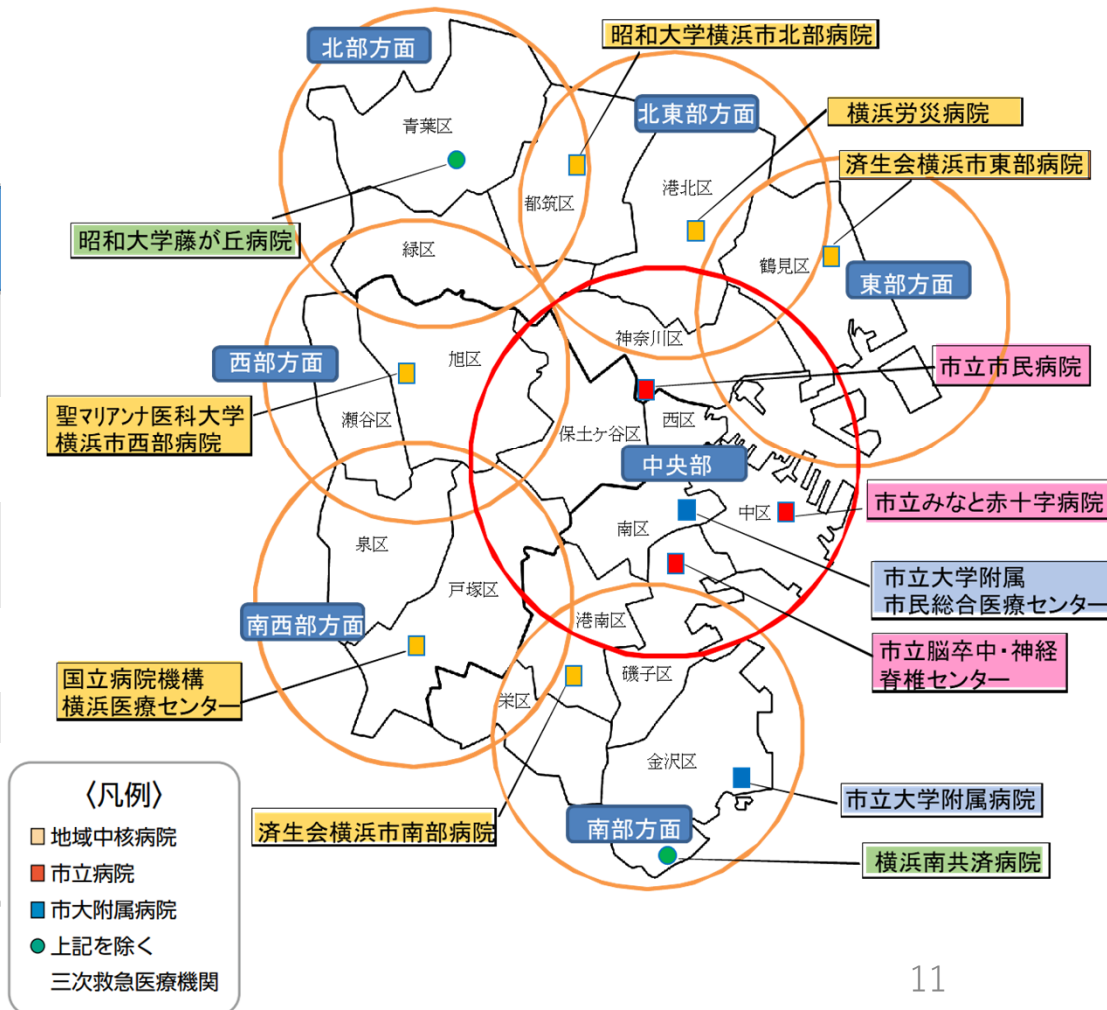 北部方面
昭和大学横浜市北部病院
北東部方面
横浜労災病院
青葉区
済生会横浜市東部病院
都筑区
港北区
昭和大学藤が丘病院
緑区
鶴見区
東部方面
神奈川区
西部方面
旭区
市立市民病院
聖マリアンナ医科大学
横浜市西部病院
瀬谷区
保土ケ谷区
西区
中央部
市立みなと赤十字病院
中区
南区
泉区
戸塚区
市立大学附属
市民総合医療センター
南西部方面
港南区
市立脳卒中・神経
脊椎センター
国立病院機構
横浜医療センター
磯子区
栄区
金沢区
市立大学附属病院
済生会横浜市南部病院
南部方面
横浜南共済病院
〈凡例〉
地域中核病院
市立病院
市大附属病院
上記を除く
三次救急医療機関
11